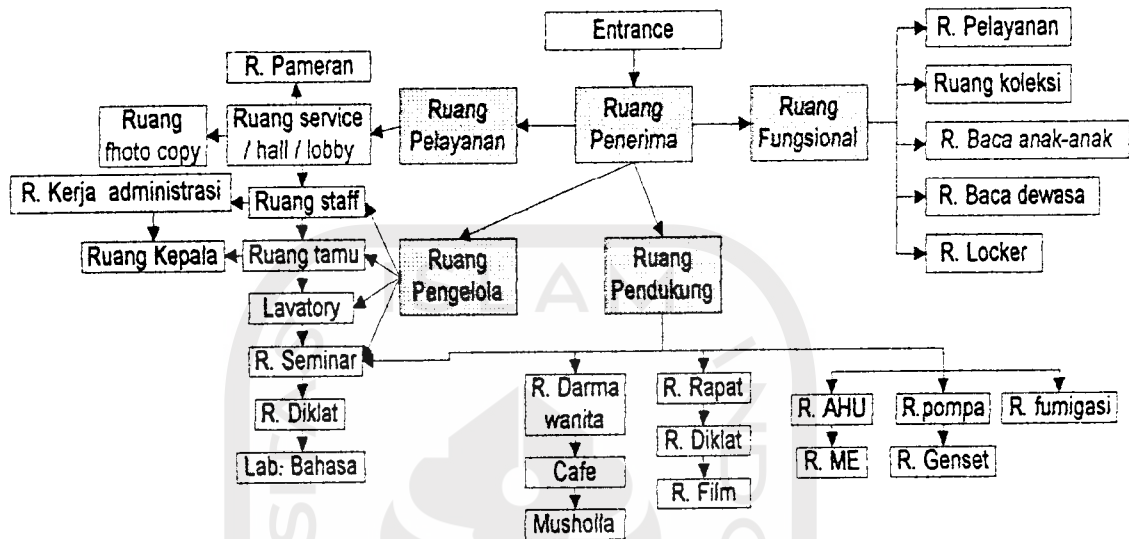 Entrance
R. Pelayanan
R. Pameran
Ruang koleksi
Ruang
fhoto copy
Ruang service
/ hall / lobby
Ruang
Pelayanan
Ruang
Penerima
Ruang
Fungsional
R. Baca anak-anak
R. Kerja administrasi
Ruang staff
R. Baca dewasa
Ruang Kepala
Ruang tamu
Ruang
Pengelola
Ruang
Pendukung
R. Locker
Lavatory
R. Seminar
R. Diklat
Lab. Bahasa
R. Darma
wanita
Cafe
Musholla
R. Rapat
R. Diklat
R. Film
R. AHU
R. ME
R.pompa
R. Genset
R. fumigasi
ISLAM